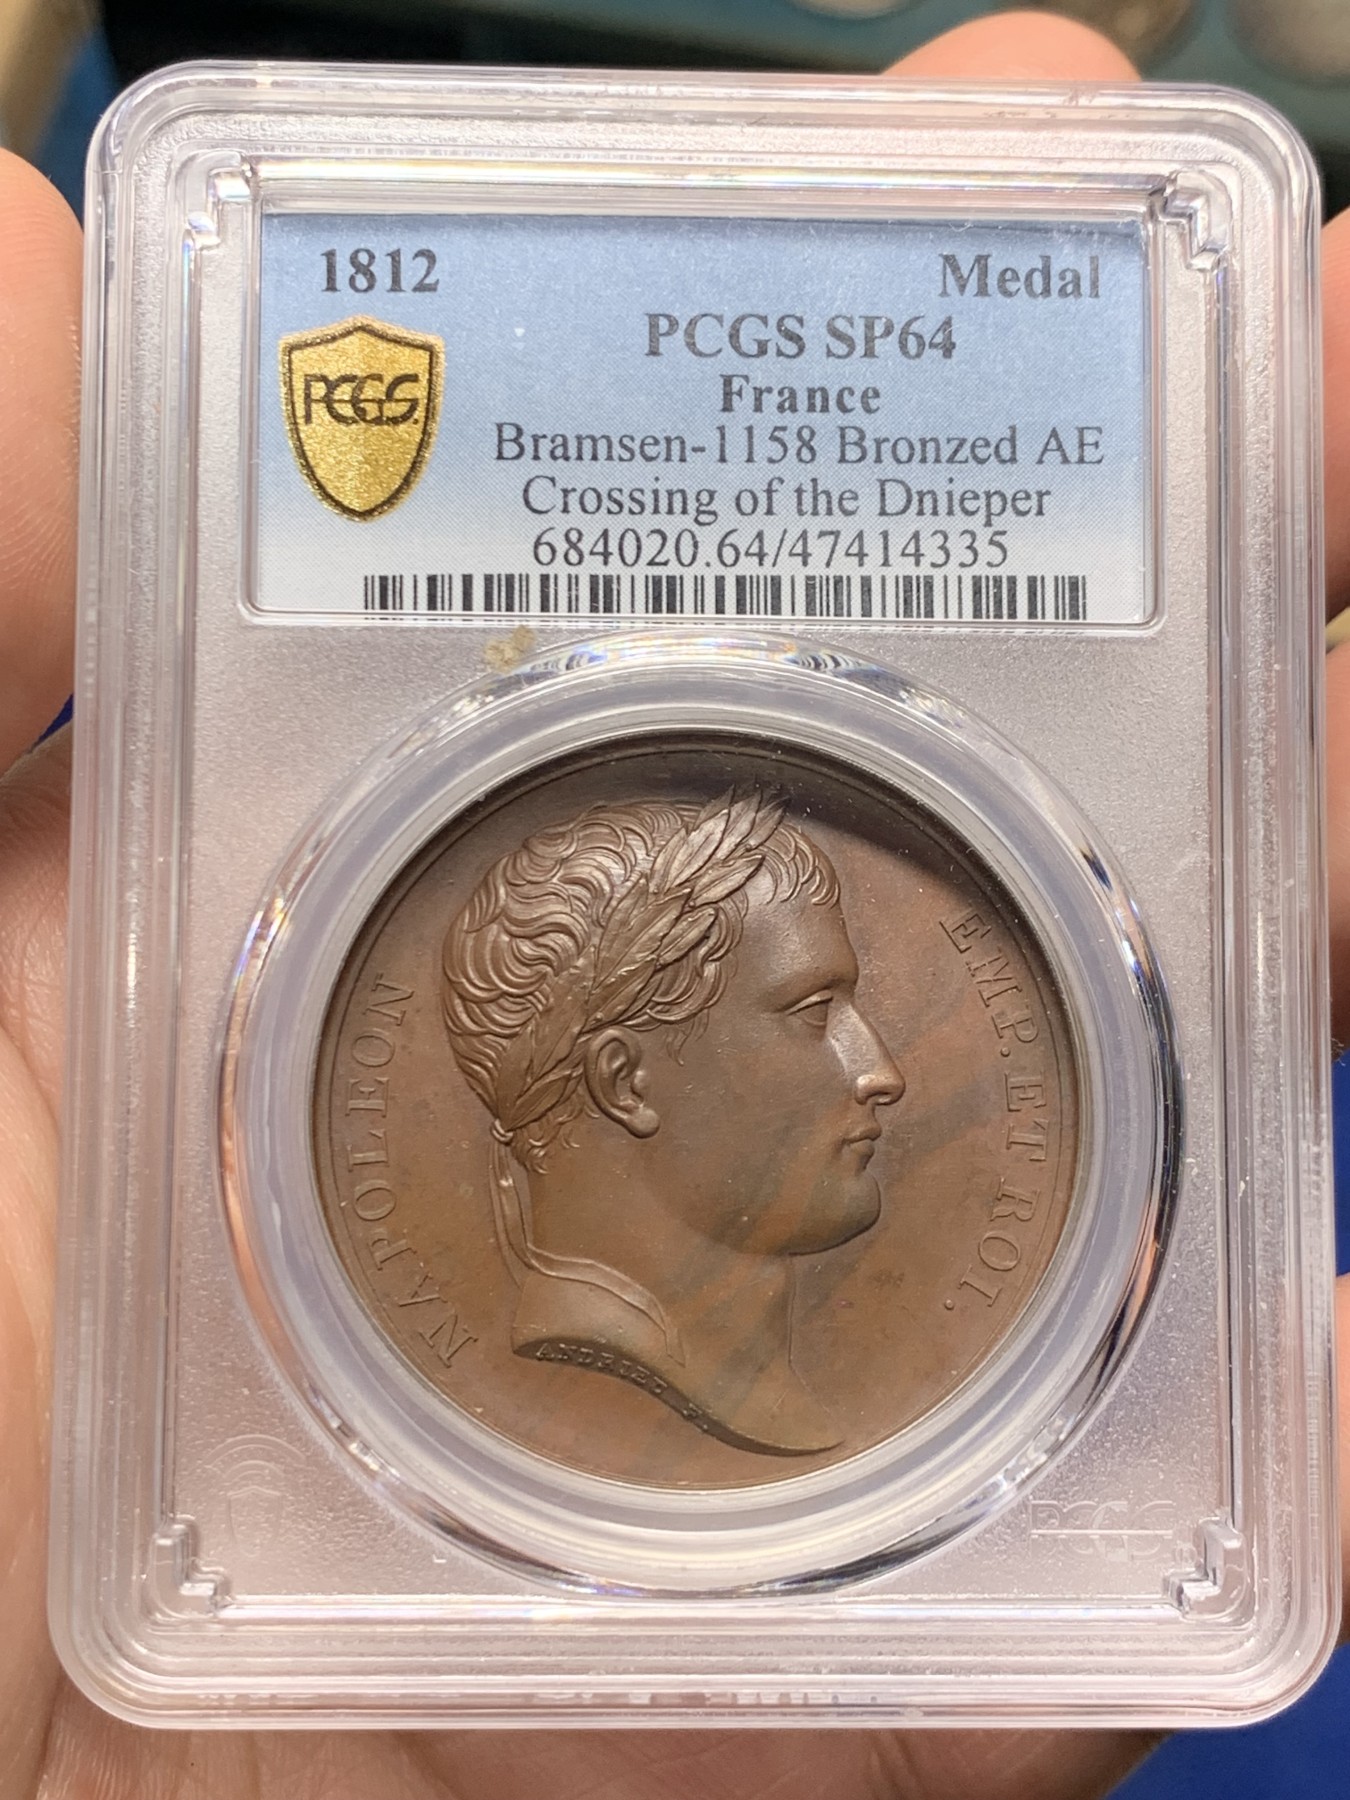 1812 Medal
PCGS SP64
PCGS
France
Bramsen-1158 Bronzed AE
Crossing of the Dnieper
684020.64/47414335
NAPOLEON EMP. ET ROI.
ANDRIEU F
PCGS